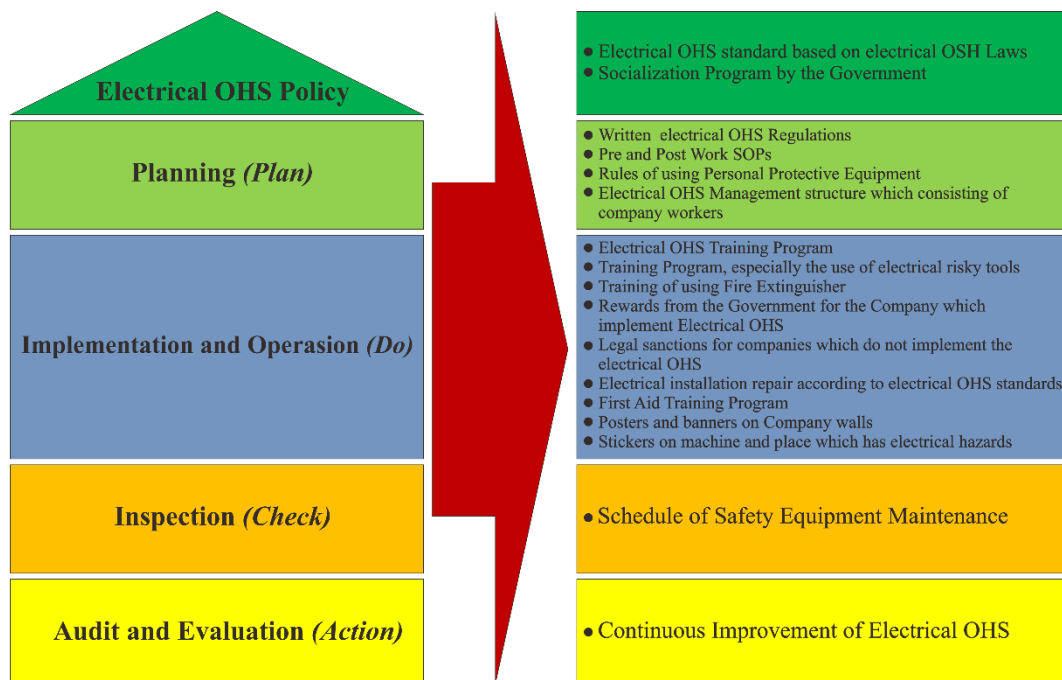 Electrical OHS Policy
● Electrical OHS standard based on electrical OSH Laws
● Socialization Program by the Government
Planning (Plan)
● Written electrical OHS Regulations
● Pre and Post Work SOPs
● Rules of using Personal Protective Equipment
● Electrical OHS Management structure which consisting of
company workers
Implementation and Operasion (Do)
● Electrical OHS Training Program
● Training Program, especially the use of electrical risky tools
● Training of using Fire Extinguisher
● Rewards from the Government for the Company which
implement Electrical OHS
● Legal sanctions for companies which do not implement the
electrical OHS
● Electrical installation repair according to electrical OHS standards
● First Aid Training Program
● Posters and banners on Company walls
● Stickers on machine and place which has electrical hazards
Inspection (Check)
● Schedule of Safety Equipment Maintenance
Audit and Evaluation (Action)
● Continuous Improvement of Electrical OHS